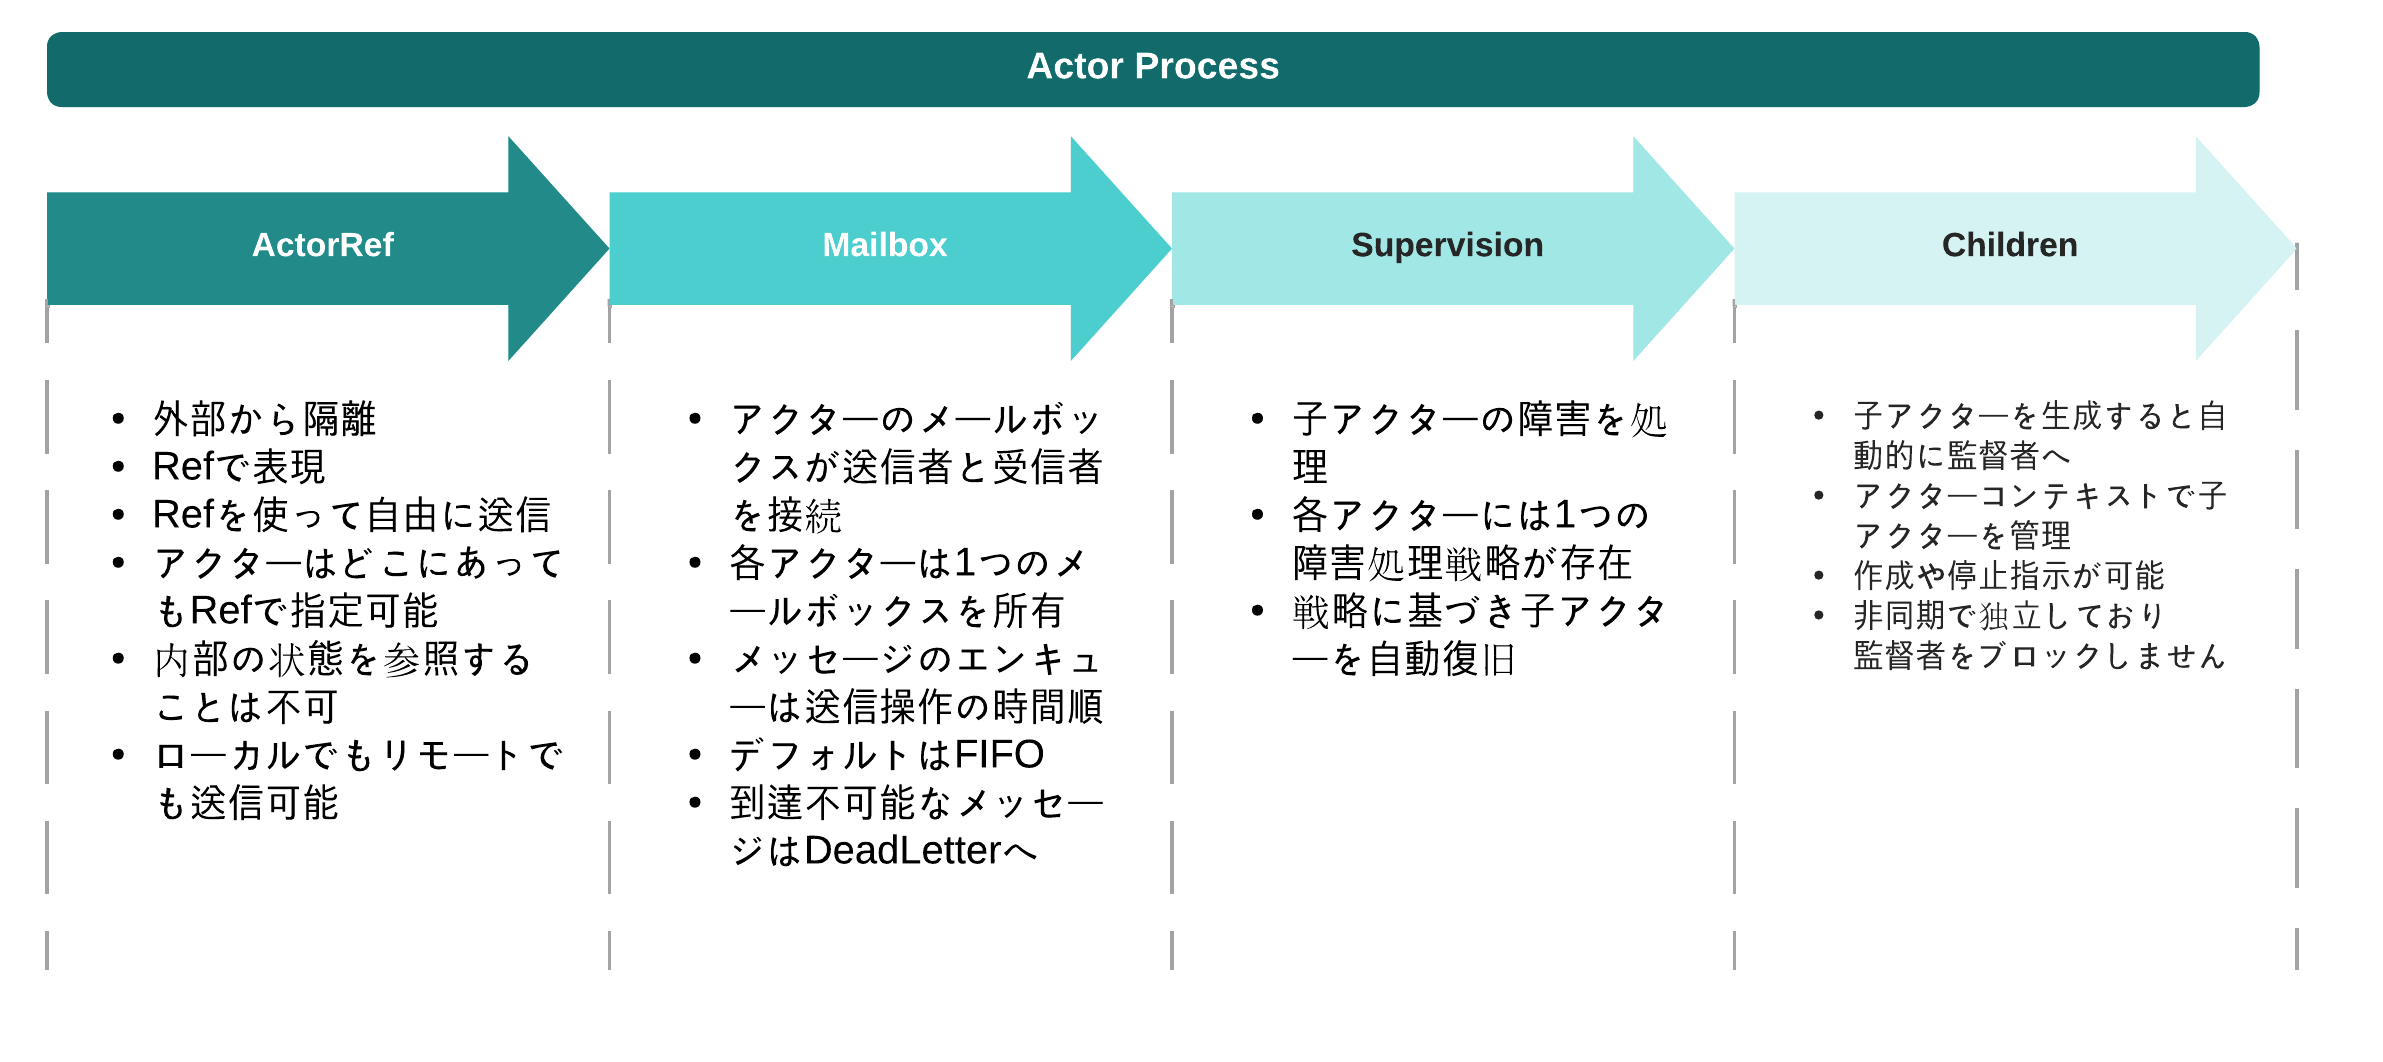 Actor Process
ActorRef
Mailbox
Supervision
Children
• 外部から隔離
• Refで表現
• Refを使って自由に送信
• アクターはどこにあって
もRefで指定可能
• 内部の状態を参照する
ことは不可
• ローカルでもリモートで
も送信可能
• アクターのメールボッ
クスが送信者と受信者
を接続
• 各アクターは1つのメ
ールボックスを所有
• メッセージのエンキュ
ーは送信操作の時間順
• デフォルトはFIFO
• 到達不可能なメッセー
ジはDeadLetterへ
• 子アクターの障害を処
理
• 各アクターには1つの
障害処理戦略が存在
• 戦略に基づき子アクタ
ーを自動復旧
• 子アクターを生成すると自
動的に監督者へ
• アクターコンテキストで子
アクターを管理
• 作成や停止指示が可能
• 非同期で独立しており
監督者をブロックしません